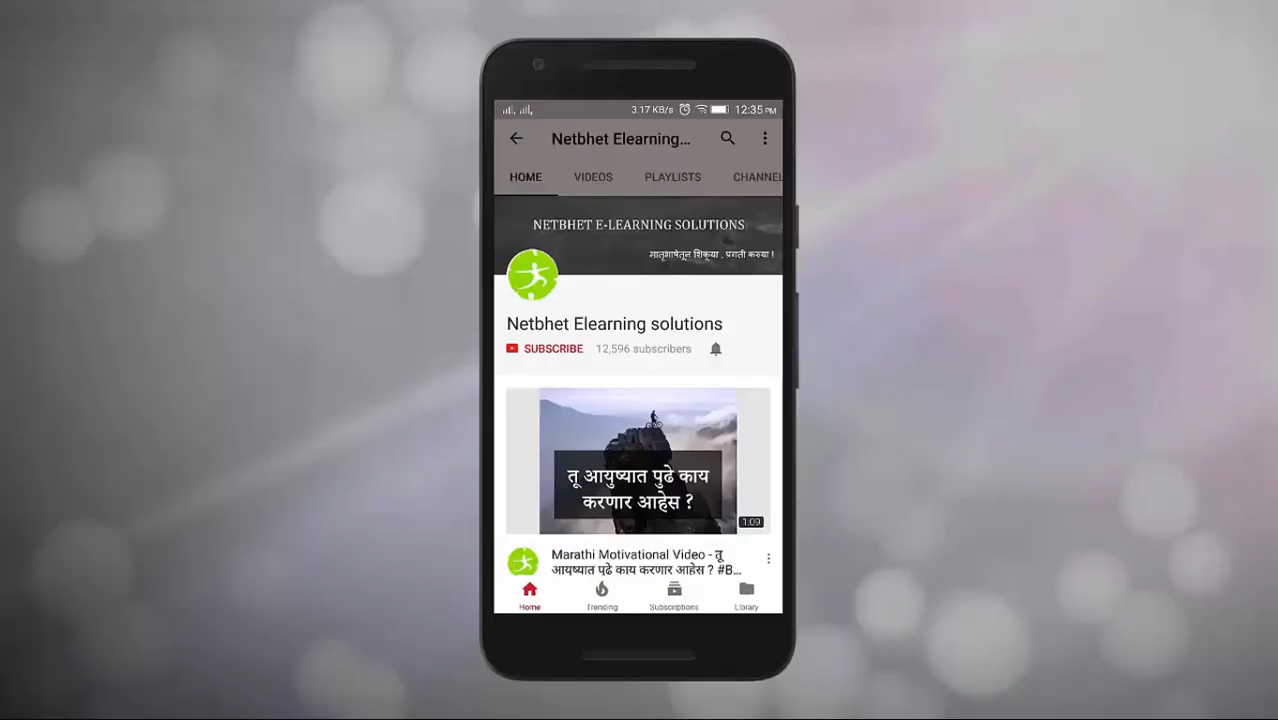 3.17 KB/s 12:35 PM
Netbhet Elearning...
HOME VIDEOS PLAYLISTS CHANNEL
NETBHET E-LEARNING SOLUTIONS
मातृभाषेतून शिकूया , प्रगती करुया !
Netbhet Elearning solutions
SUBSCRIBE 12,596 subscribers
तू आयुष्यात पुढे काय
करणार आहेस ?
1:09
Marathi Motivational Video - तू
आयुष्यात पुढे काय करणार आहेस ? #B...
Home Trending Subscriptions Library